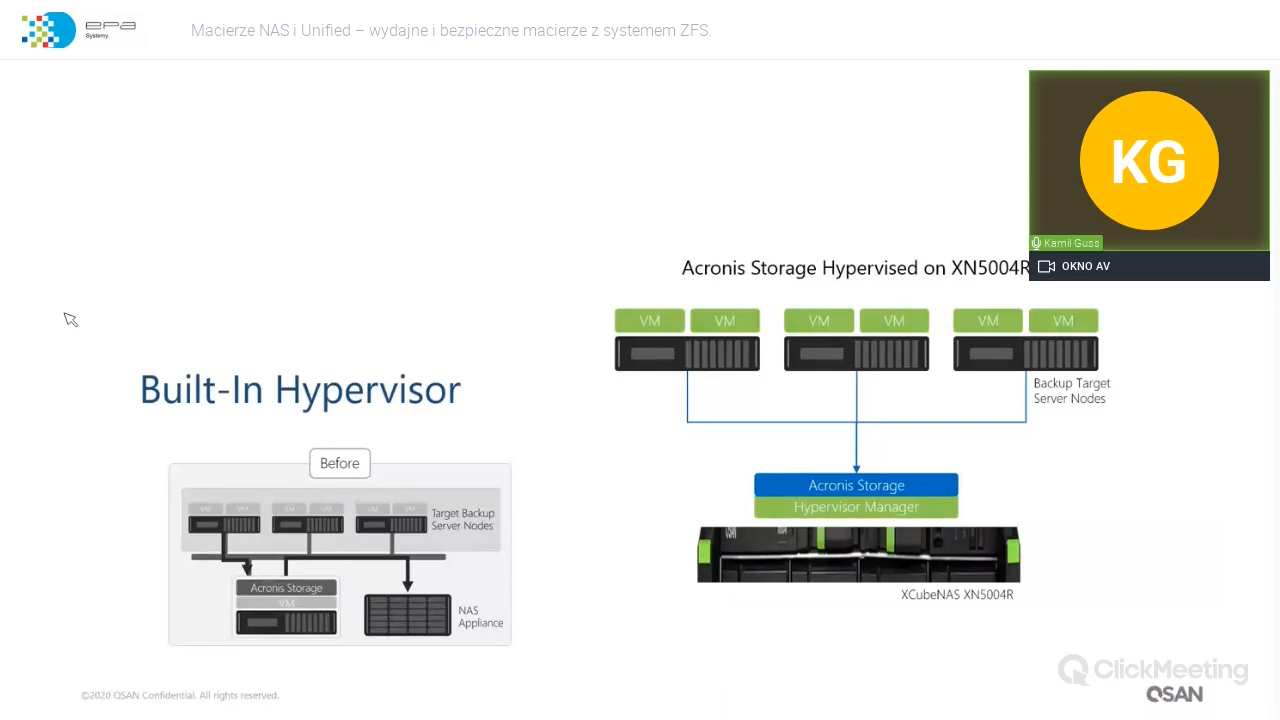 epa
Systemy
Macierze NAS i Unified – wydajne i bezpieczne macierze z systemem ZFS.
KG
Kamil Guss
OKNO AV
Acronis Storage Hypervised on XN5004R
VM VM VM VM VM VM
Backup Target
Server Nodes
Built-In Hypervisor
Before
VM VM VM VM VM VM
Target Backup
Server Nodes
Acronis Storage
VM
NAS
Appliance
Acronis Storage
Hypervisor Manager
QSAN
XCubeNAS XN5004R
ClickMeeting
©2020 QSAN Confidential. All rights reserved.
QSAN